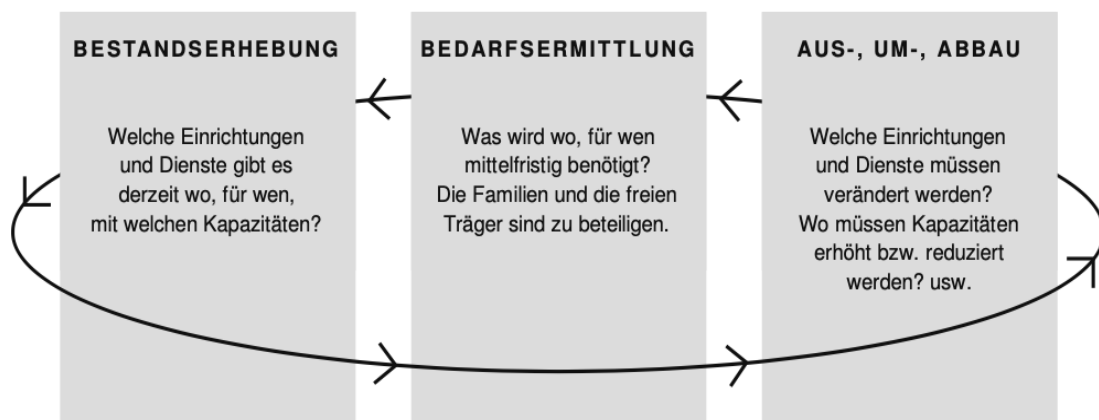 BESTANDSERHEBUNG
Welche Einrichtungen
und Dienste gibt es
derzeit wo, für wen,
mit welchen Kapazitäten?
BEDARFSERMITTLUNG
Was wird wo, für wen
mittelfristig benötigt?
Die Familien und die freien
Träger sind zu beteiligen.
AUS-, UM-, ABBAU
Welche Einrichtungen
und Dienste müssen
verändert werden?
Wo müssen Kapazitäten
erhöht bzw. reduziert
werden? usw.